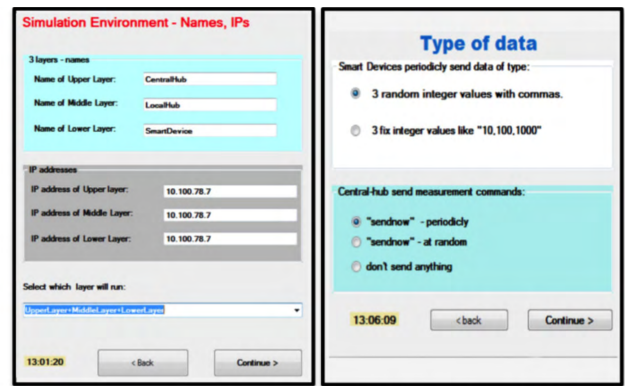 Simulation Environment - Names, IPs
3 layers - names
Name of Upper Layer: CentralHub
Name of Middle Layer: LocalHub
Name of Lower Layer: SmartDevice
IP addresses
IP address of Upper layer: 10.100.78.7
IP address of Middle Layer: 10.100.78.7
IP address of Lower Layer: 10.100.78.7
Select which layer will run:
UpperLayer+MiddleLayer+LowerLayer
13:01:20 < Back Continue >
Type of data
Smart Devices periodicly send data of type:
3 random integer values with commas.
3 fix integer values like "10,100,1000"
Central-hub send measurement commands:
"sendnow" - periodicly
"sendnow" - at random
don't send anything
13:06:09 < back Continue >